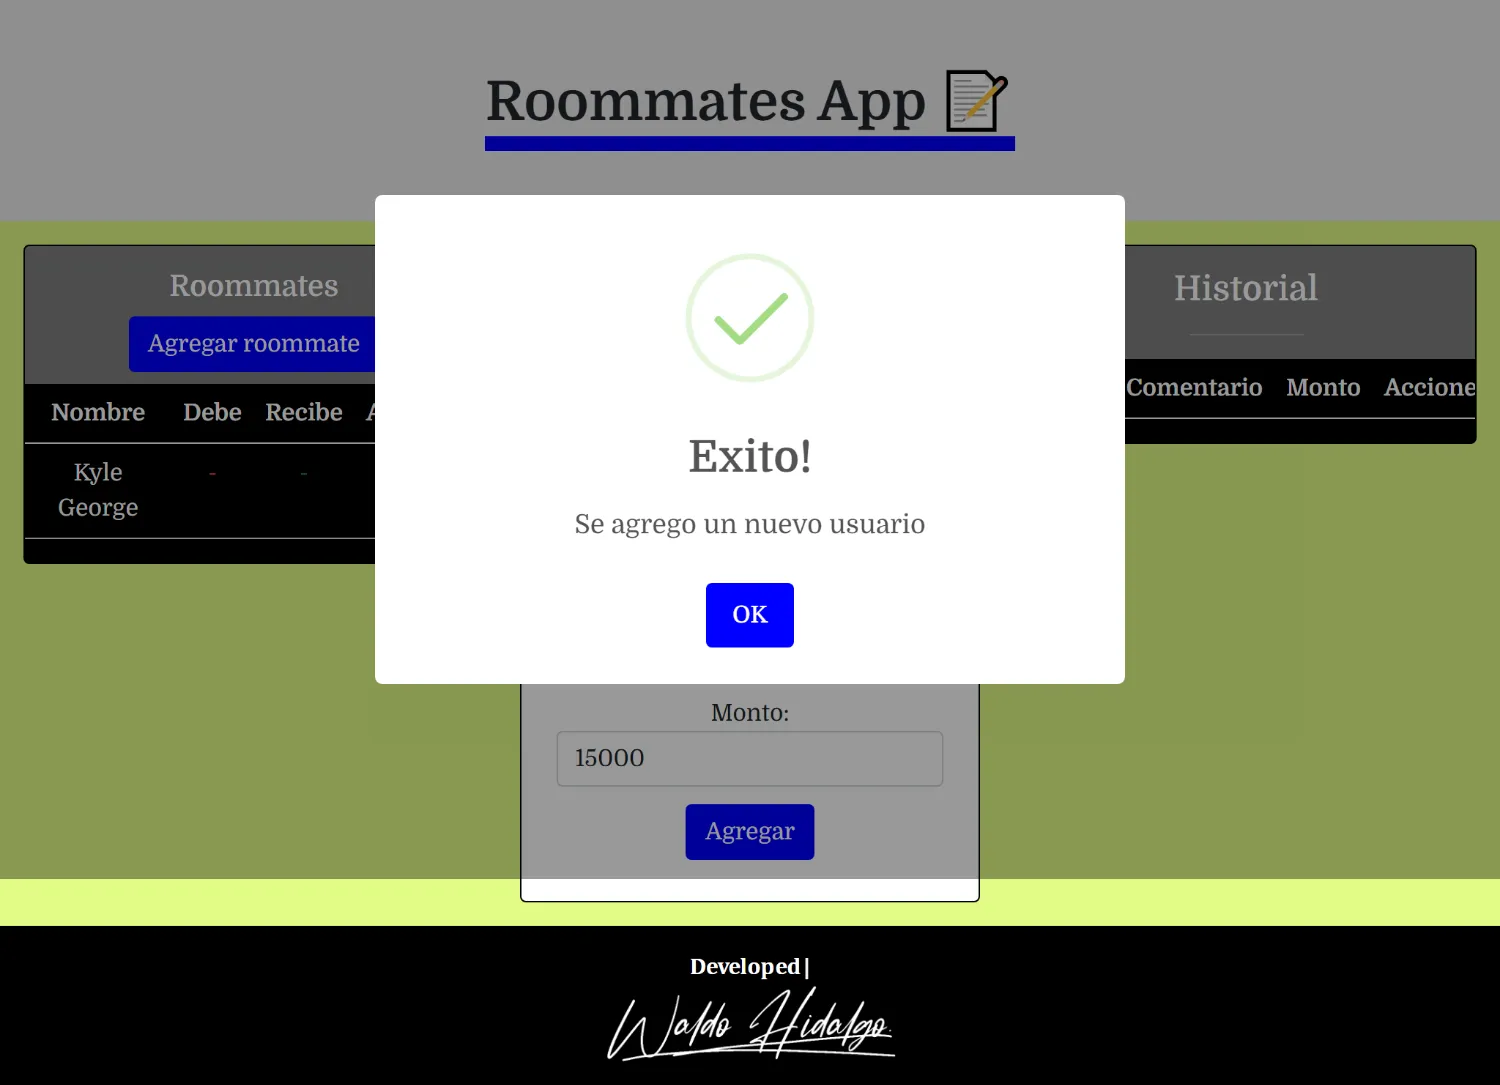 Roommates App
Roommates
Agregar roommate
Nombre Debe Recibe
Kyle
George
- -
Exito!
Se agrego un nuevo usuario
OK
Historial
Comentario Monto Accione
Monto:
15000
Agregar
Developed|
Waldo Hidalgo.